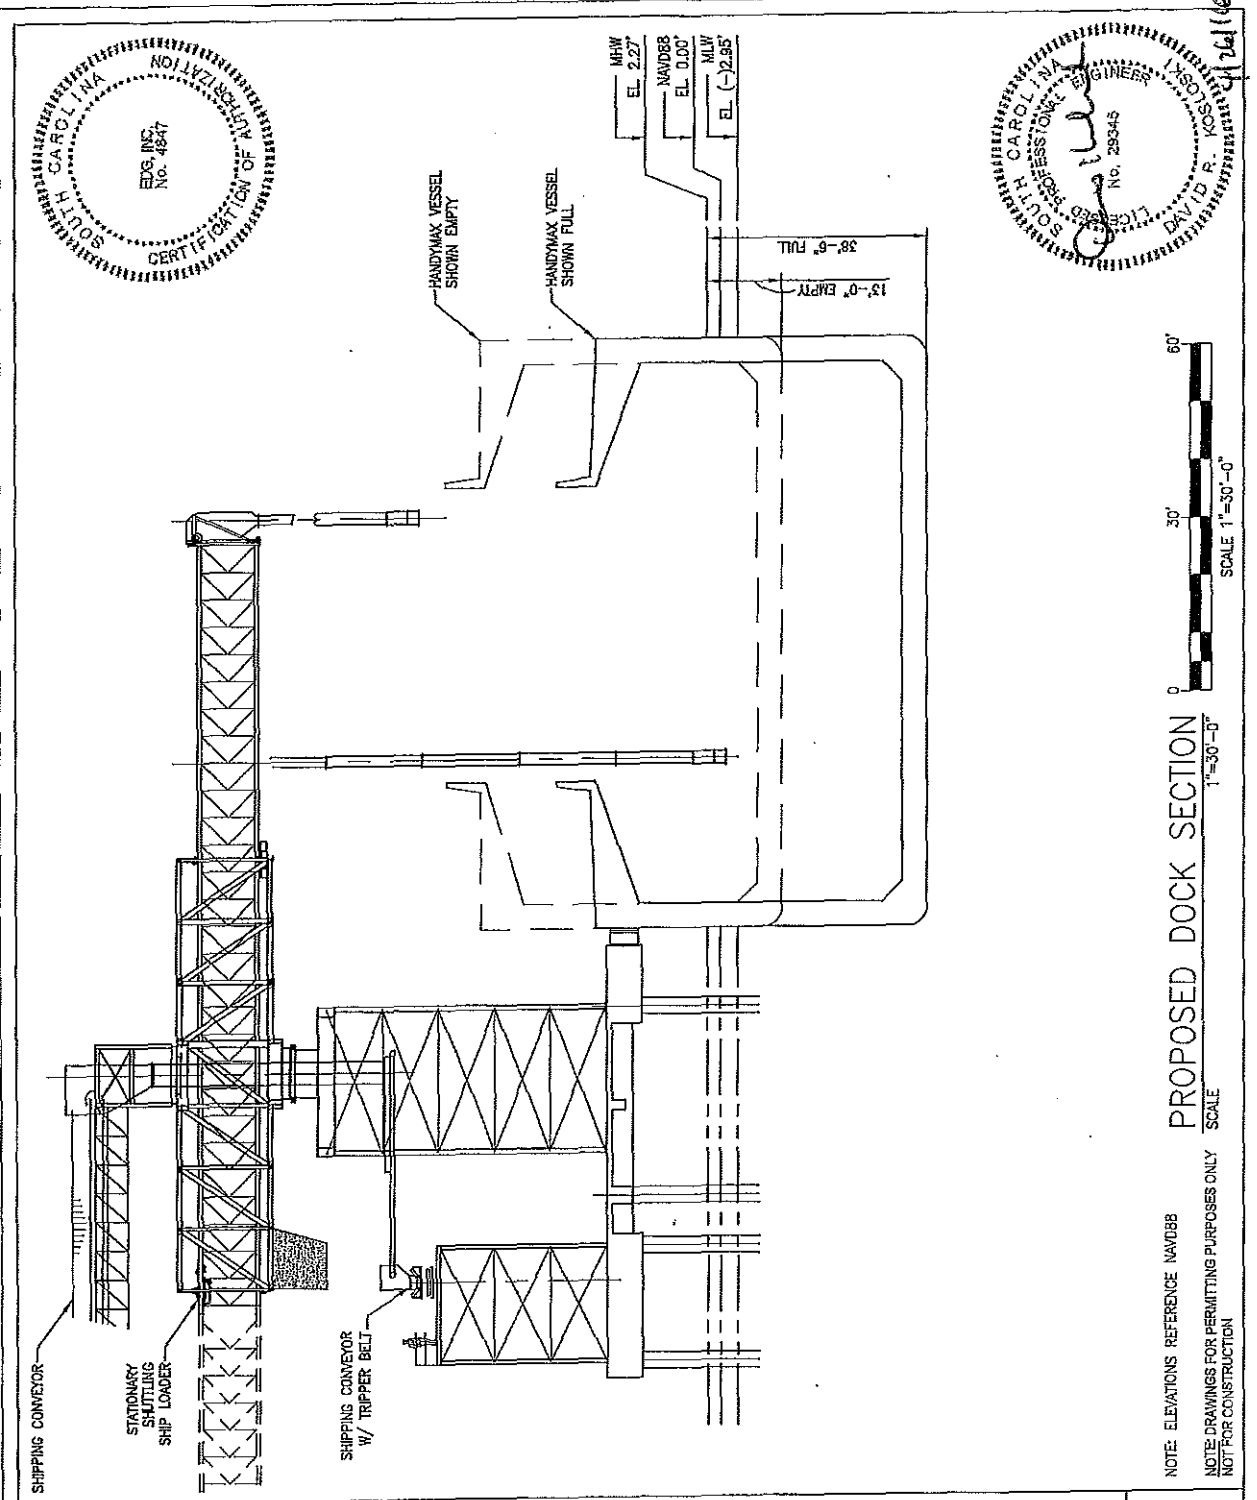 SOUTH CAROLINA
CERTIFICATION OF AUTHORIZATION
EDG, INC.
No. 4847
SHIPPING CONVEYOR
STATIONARY
SHUTTLING
SHIP LOADER
SHIPPING CONVEYOR
W/ TRIPPER BELT
HANDYMAX VESSEL
SHOWN EMPTY
HANDYMAX VESSEL
SHOWN FULL
MHW
EL 2.27'
NAVD88
EL 0.00'
MLW
EL (-)2.95'
38'-6" FULL
13'-0" EMPTY
SOUTH CAROLINA
LICENSED PROFESSIONAL ENGINEER
No. 29345
DAVID R. KOSLOSKI
0
30'
60'
SCALE 1"=30'-0"
PROPOSED DOCK SECTION
SCALE
1"=30'-0"
NOTE: ELEVATIONS REFERENCE NAVD88
NOTE: DRAWINGS FOR PERMITTING PURPOSES ONLY
NOT FOR CONSTRUCTION